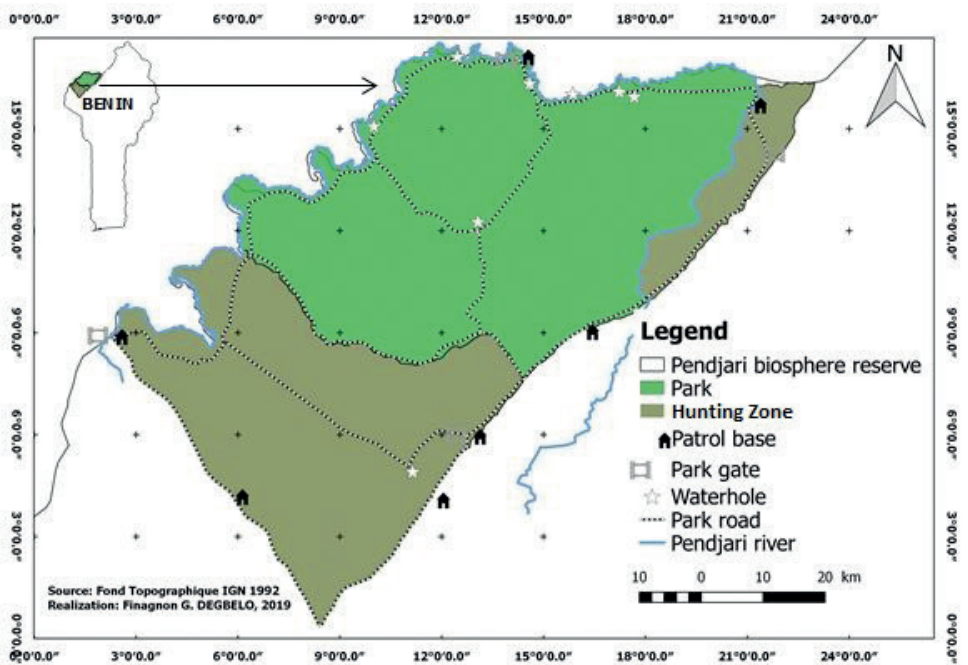 0°0'0.0" 3°0'0.0" 6°0'0.0" 9°0'0.0" 12°0'0.0" 15°0'0.0" 18°0'0.0" 21°0'0.0" 24°0'0.0"
N
BENIN
15°0'0.0" 15°0'0.0"
12°0'0.0" 12°0'0.0"
9°0'0.0" 9°0'0.0"
6°0'0.0" 6°0'0.0"
3°0'0.0" 3°0'0.0"
0°0'0.0" 0°0'0.0"
Legend
Pendjari biosphere reserve
Park
Hunting Zone
Patrol base
Park gate
Waterhole
Park road
Pendjari river
10 0 10 20 km
Source: Fond Topographique IGN 1992
Realization: Finagnon G. DEGBELO, 2019
0°0'0.0" 3°0'0.0" 6°0'0.0" 9°0'0.0" 12°0'0.0" 15°0'0.0" 18°0'0.0" 21°0'0.0" 24°0'0.0"